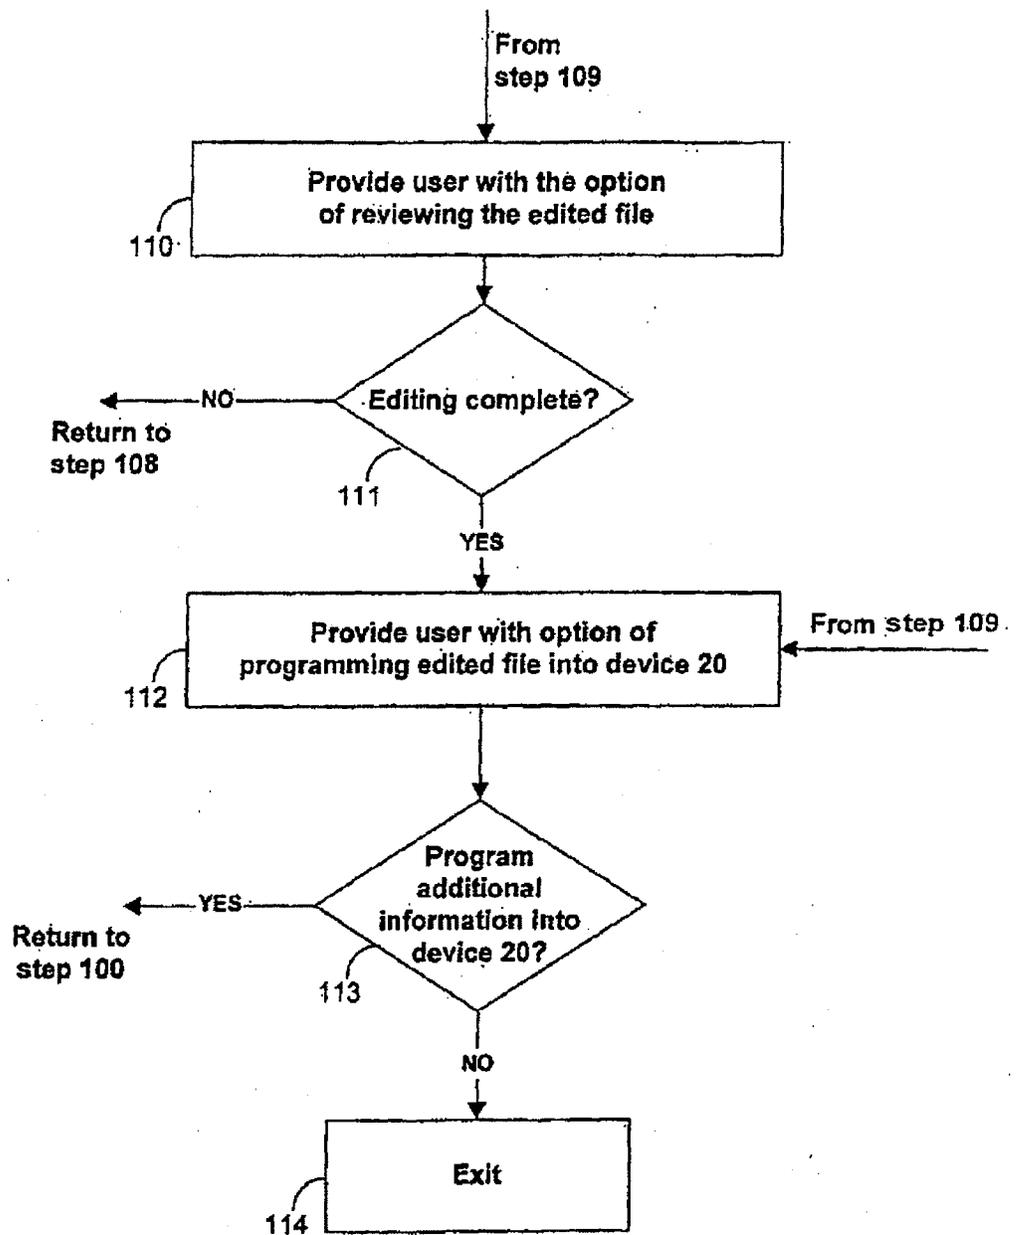 From
step 109
Provide user with the option
of reviewing the edited file
110
Editing complete?
NO
Return to
step 108
111
YES
Provide user with option of
programming edited file into device 20
From step 109
112
Program
additional
information into
device 20?
YES
Return to
step 100
113
NO
Exit
114